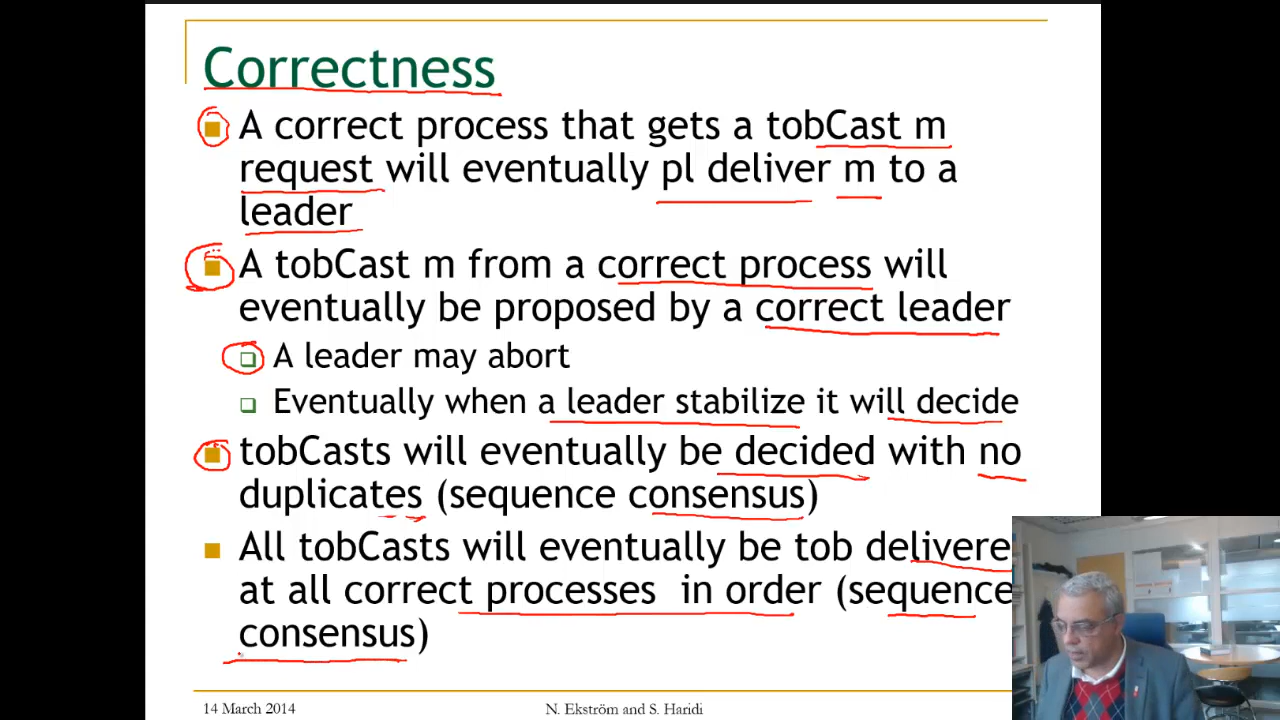 Correctness
A correct process that gets a tobCast m
request will eventually pl deliver m to a
leader
A tobCast m from a correct process will
eventually be proposed by a correct leader
A leader may abort
Eventually when a leader stabilize it will decide
tobCasts will eventually be decided with no
duplicates (sequence consensus)
All tobCasts will eventually be tob delivere
at all correct processes in order (sequence
consensus)
14 March 2014
N. Ekström and S. Haridi